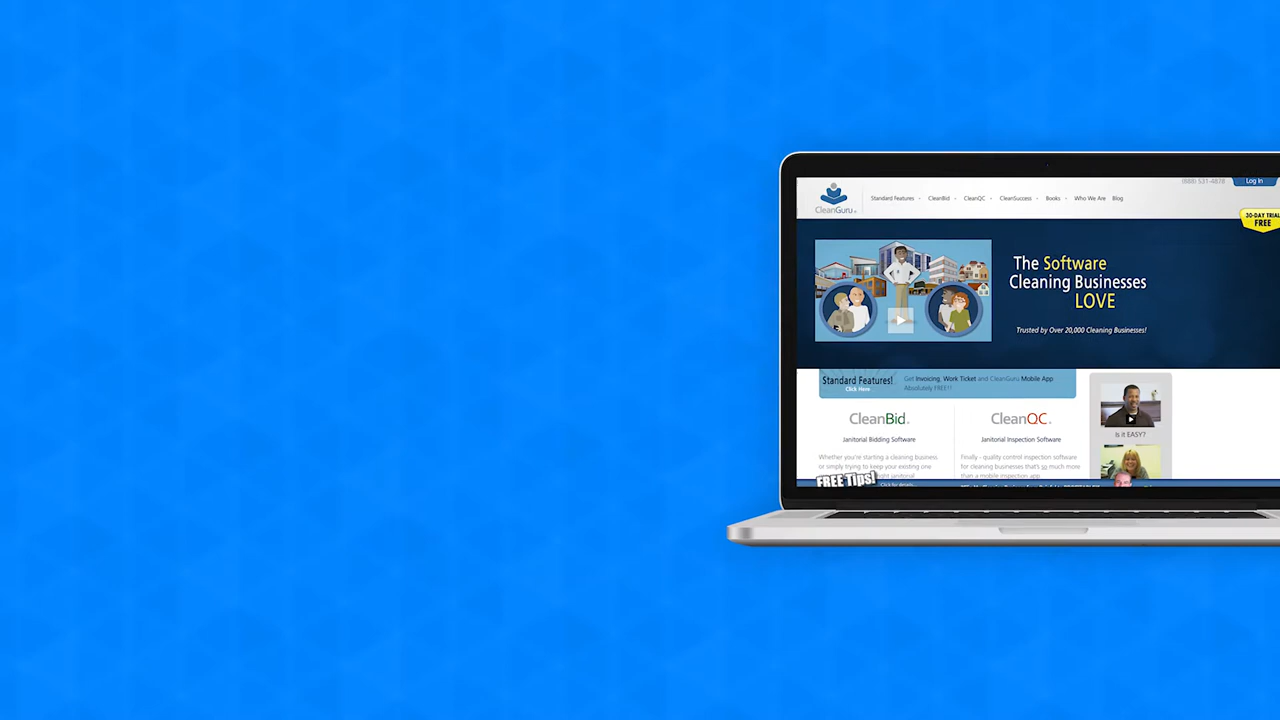 (888) 531-4878
Log In
CleanGuru
Standard Features
CleanBid
CleanQC
CleanSuccess
Books
Who We Are
Blog
30-DAY TRIAL
FREE
The Software
Cleaning Businesses
LOVE
Trusted by Over 20,000 Cleaning Businesses!
Standard Features!
Click Here
Get Invoicing, Work Ticket and CleanGuru Mobile App
Absolutely FREE!!!
CleanBid
Janitorial Bidding Software
Whether you're starting a cleaning business
or simply trying to keep your existing one
janitorial
CleanQC
Janitorial Inspection Software
Finally - quality control inspection software
for cleaning businesses that's so much more
than a mobile inspection app
Is it EASY?
FREE Tips!
Click for details...